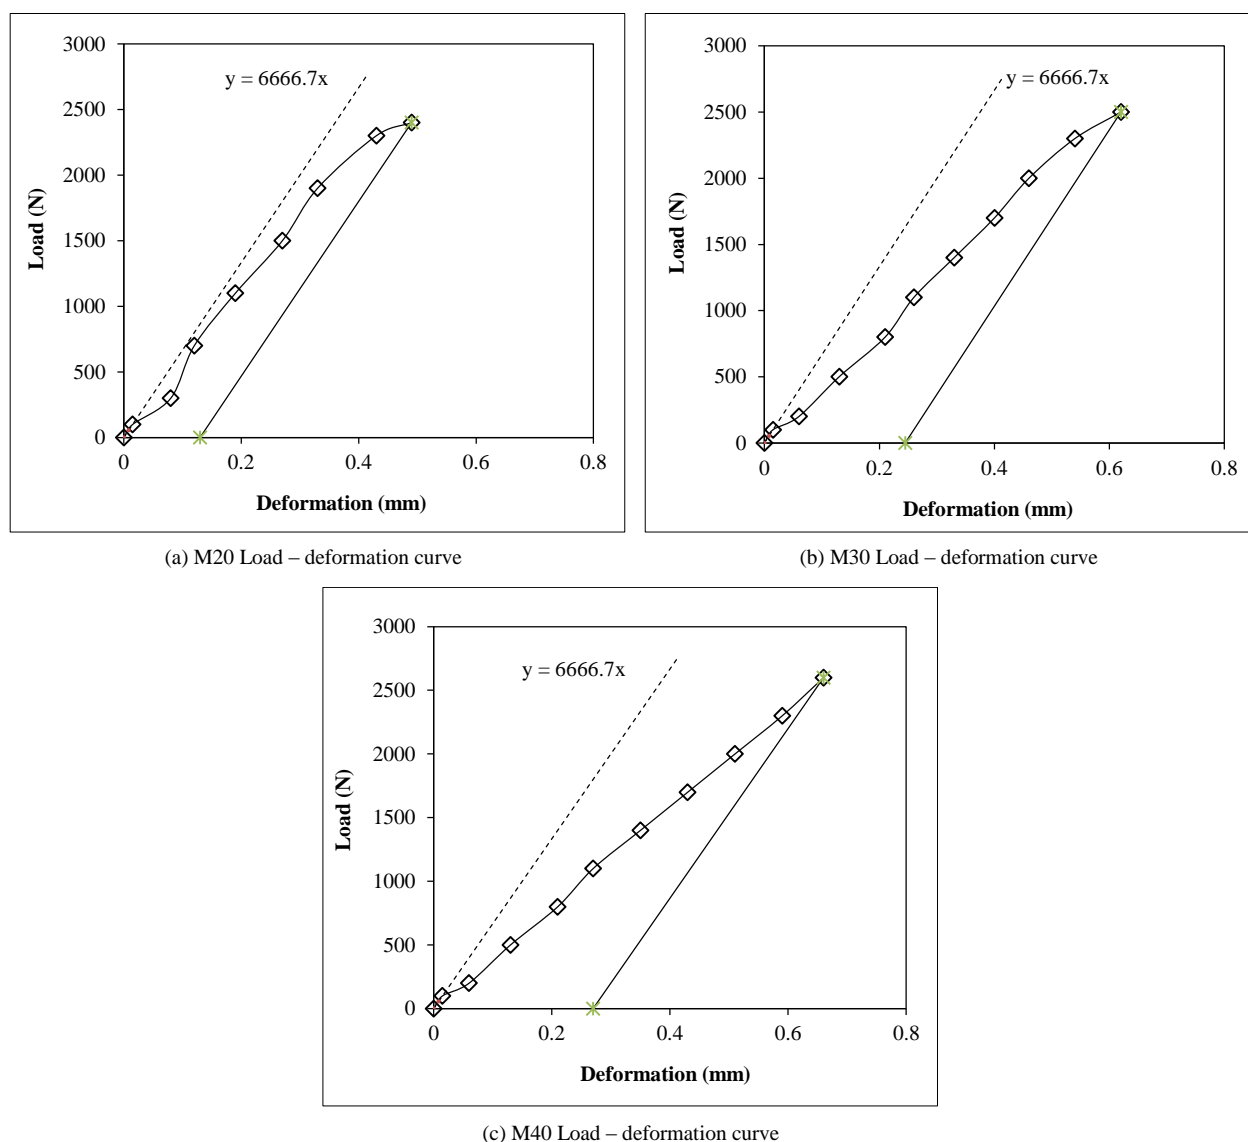 3000
2500
2000
1500
1000
500
0
Load (N)
y = 6666.7x
0 0.2 0.4 0.6 0.8
Deformation (mm)
(a) M20 Load – deformation curve
3000
2500
2000
1500
1000
500
0
Load (N)
y = 6666.7x
0 0.2 0.4 0.6 0.8
Deformation (mm)
(b) M30 Load – deformation curve
3000
2500
2000
1500
1000
500
0
Load (N)
y = 6666.7x
0 0.2 0.4 0.6 0.8
Deformation (mm)
(c) M40 Load – deformation curve